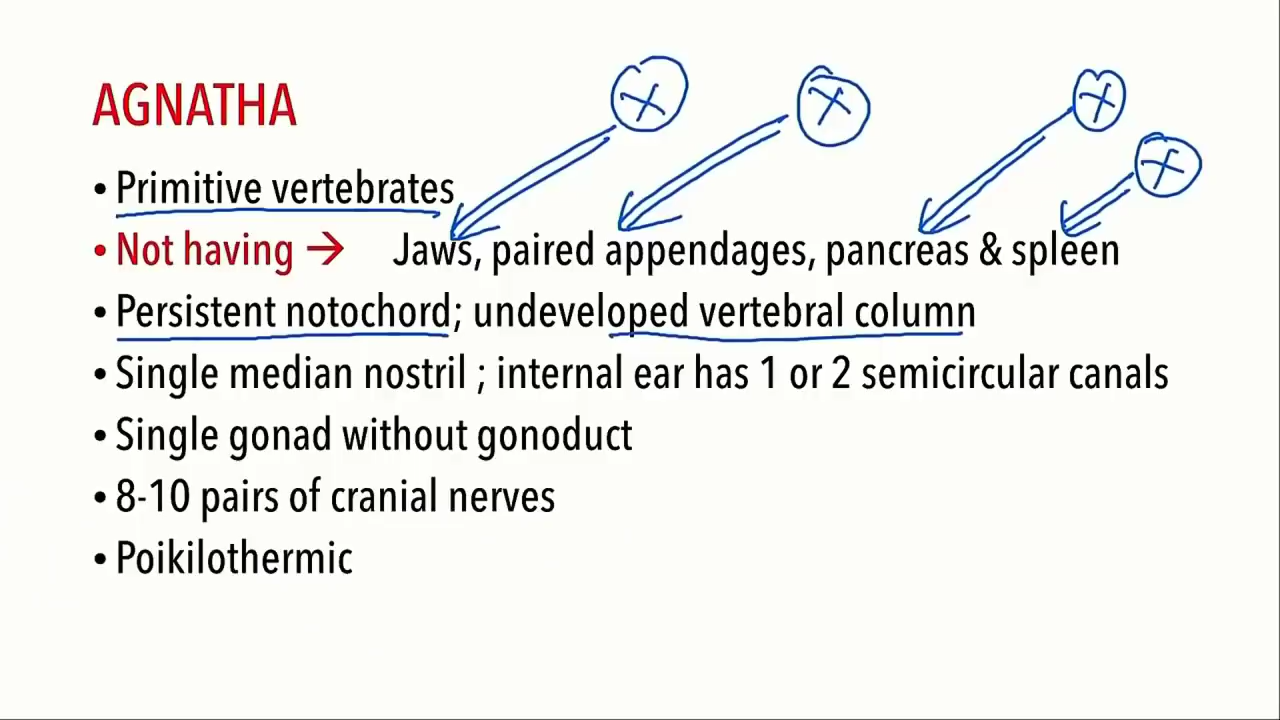 AGNATHA
• Primitive vertebrates
• Not having → Jaws, paired appendages, pancreas & spleen
• Persistent notochord; undeveloped vertebral column
• Single median nostril ; internal ear has 1 or 2 semicircular canals
• Single gonad without gonoduct
• 8-10 pairs of cranial nerves
• Poikilothermic